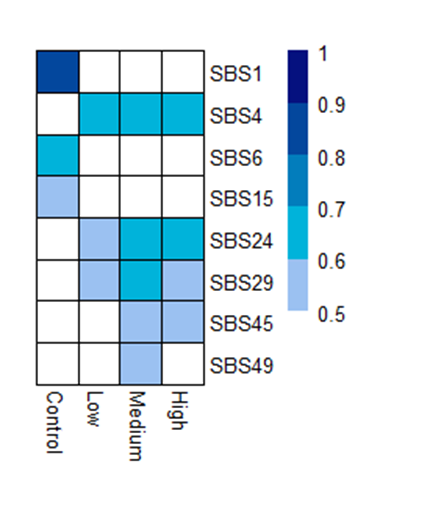 SBS1
SBS4
SBS6
SBS15
SBS24
SBS29
SBS45
SBS49
1
0.9
0.8
0.7
0.6
0.5
Control
Low
Medium
High